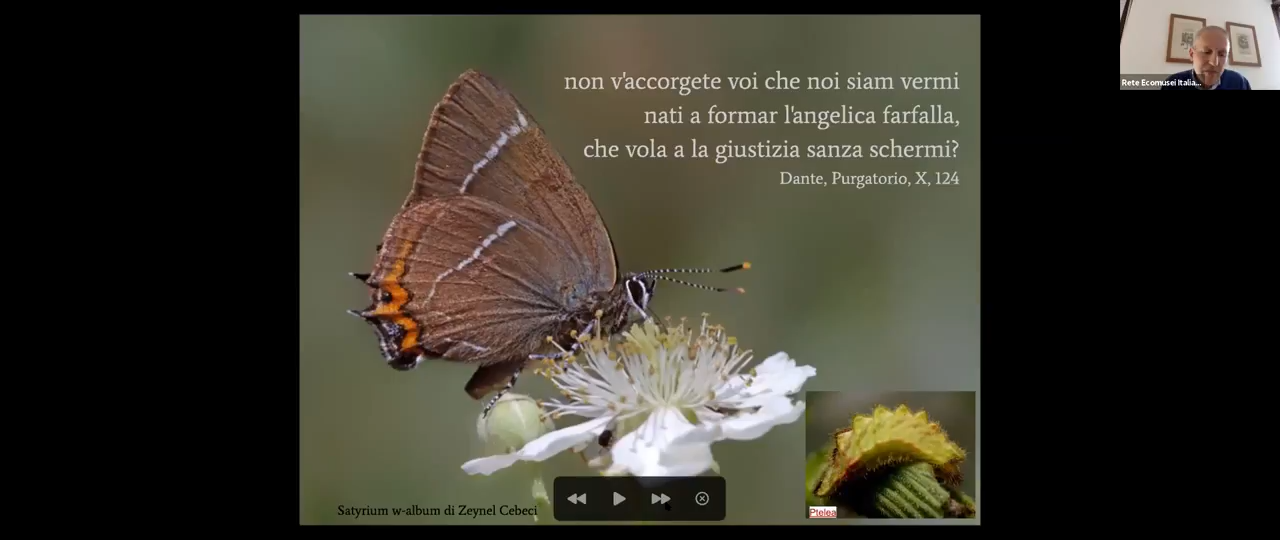 non v'accorgete voi che noi siam vermi
nati a formar l'angelica farfalla,
che vola a la giustizia sanza schermi?
Dante, Purgatorio, X, 124
Rete Ecomusei Italia...
Ptelea
Satyrium w-album di Zeynel Cebeci